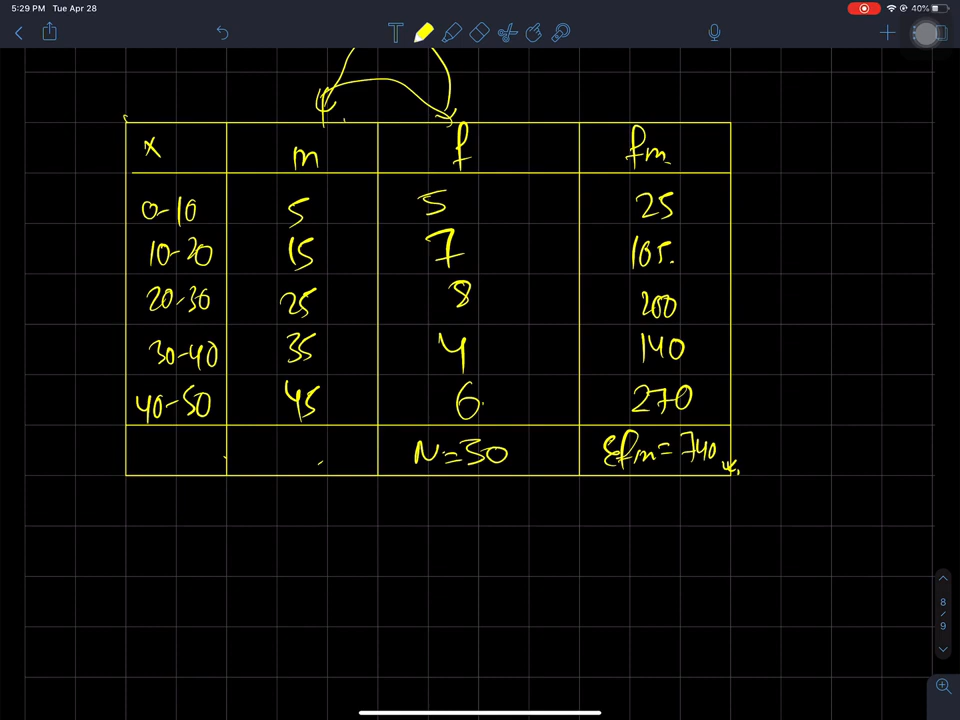 5:29 PM Tue Apr 28 40%
T
x m f fm
0-10 5 5 25
10-20 15 7 105.
20-30 25 8 200
30-40 35 4 140
40-50 45 6. 270
N=30 Σfm=740
8
/
9